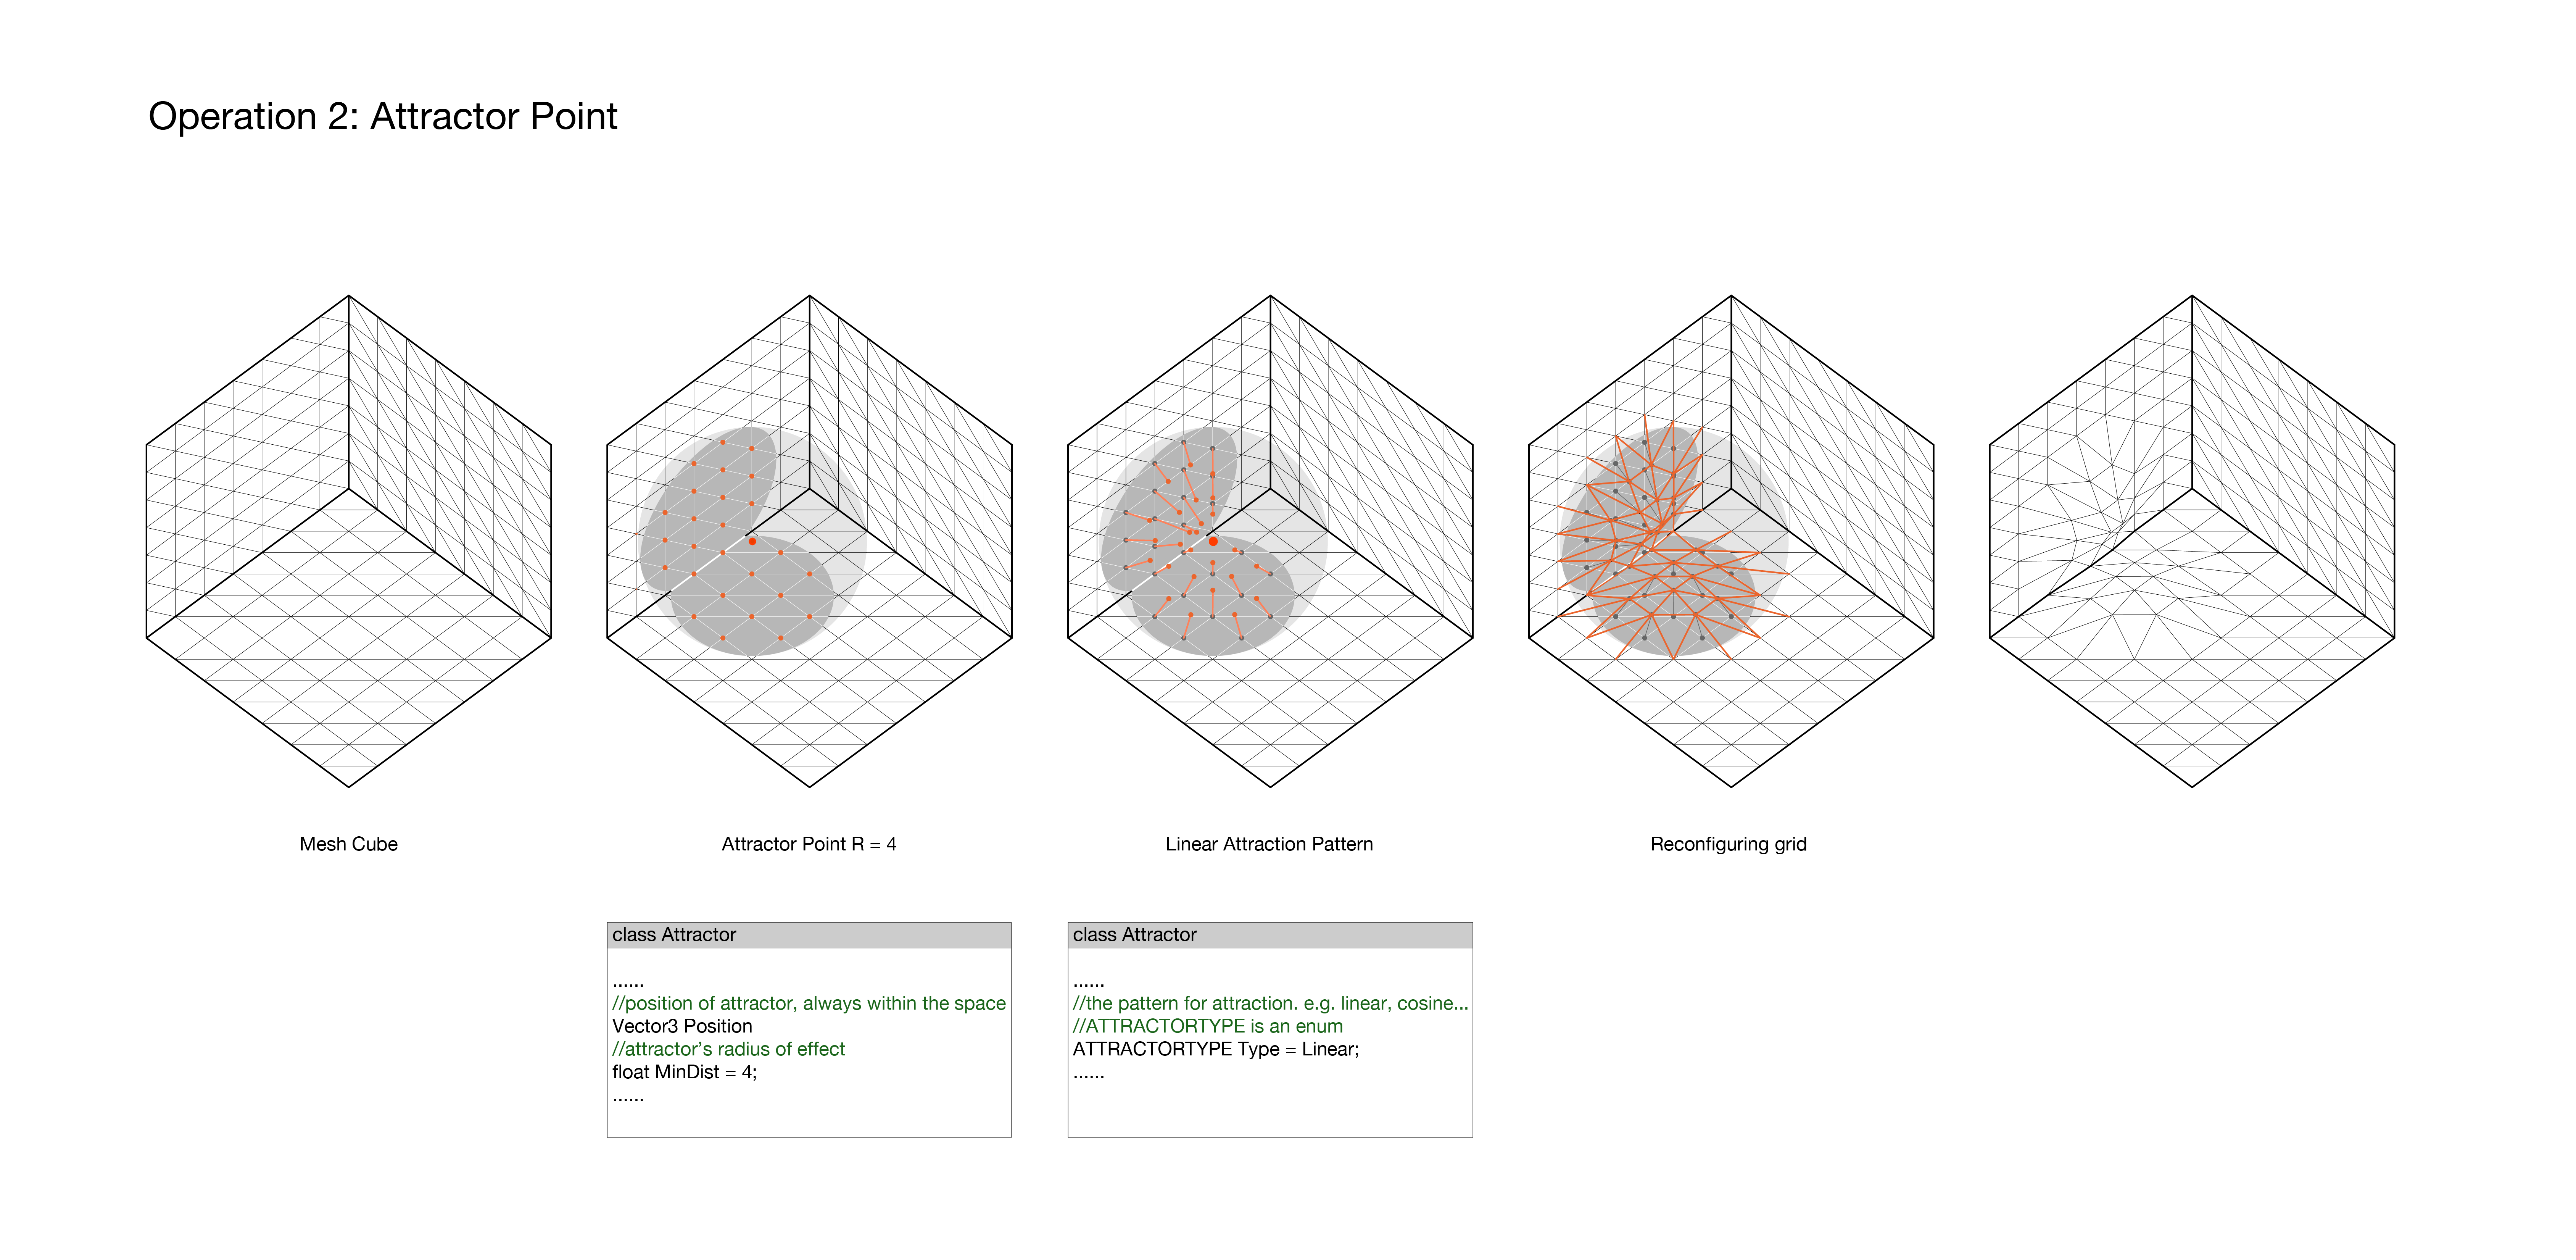 Operation 2: Attractor Point
Mesh Cube
Attractor Point R = 4
Linear Attraction Pattern
Reconfiguring grid
class Attractor
......
//position of attractor, always within the space
Vector3 Position
//attractor’s radius of effect
float MinDist = 4;
......
class Attractor
......
//the pattern for attraction. e.g. linear, cosine...
//ATTRACTORTYPE is an enum
ATTRACTORTYPE Type = Linear;
......